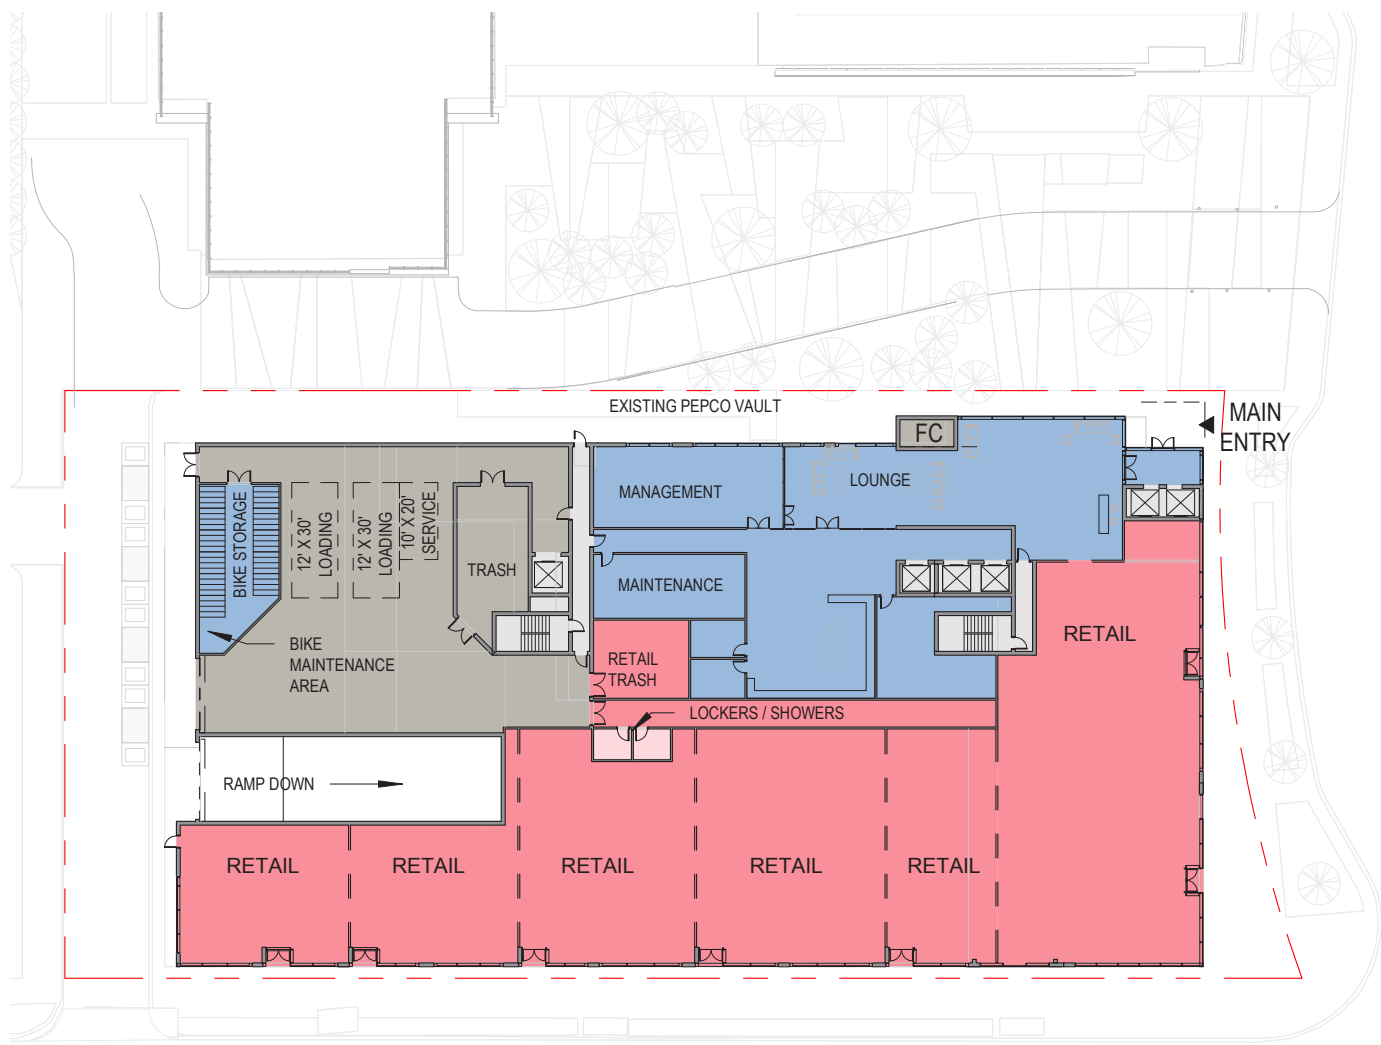 EXISTING PEPCO VAULT
MAIN
ENTRY
FC
MANAGEMENT
LOUNGE
BIKE STORAGE
12' X 30'
LOADING
12' X 30'
LOADING
10' X 20'
SERVICE
TRASH
MAINTENANCE
BIKE
MAINTENANCE
AREA
RETAIL
TRASH
RETAIL
LOCKERS / SHOWERS
RAMP DOWN
RETAIL
RETAIL
RETAIL
RETAIL
RETAIL